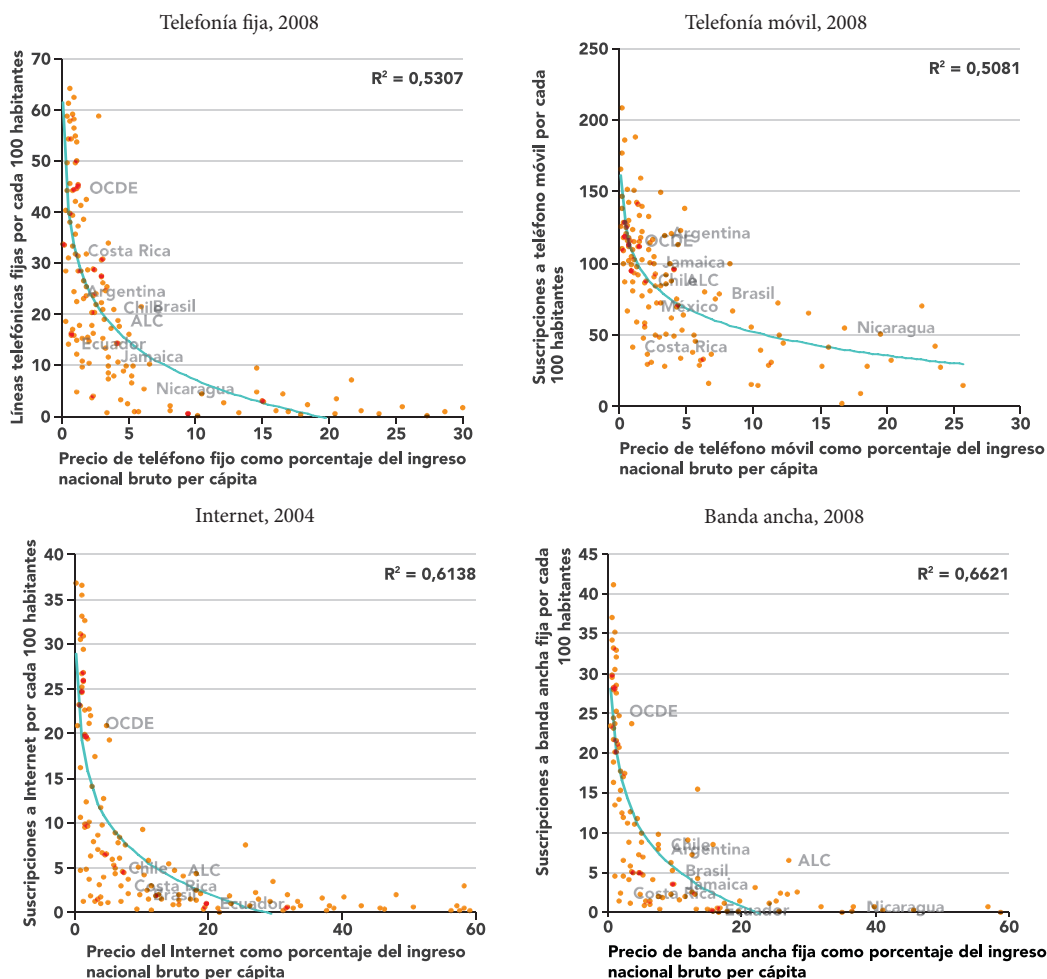 Telefonía fija, 2008
R² = 0,5307
Líneas telefónicas fijas por cada 100 habitantes
70
60
50
40
30
20
10
0
OCDE
Costa Rica
Argentina
Chile
Brasil
ALC
Ecuador
Jamaica
Nicaragua
0 5 10 15 20 25 30
Precio de teléfono fijo como porcentaje del ingreso
nacional bruto per cápita
Telefonía móvil, 2008
R² = 0,5081
Suscripciones a teléfono móvil por cada
100 habitantes
250
200
150
100
50
0
OCDE
Argentina
Jamaica
Chile
ALC
Mexico
Brasil
Nicaragua
Costa Rica
0 5 10 15 20 25 30
Precio de teléfono móvil como porcentaje del ingreso
nacional bruto per cápita
Internet, 2004
R² = 0,6138
Suscripciones a Internet por cada 100 habitantes
40
35
30
25
20
15
10
5
0
OCDE
Chile
ALC
Costa Rica
Brasil
Ecuador
0 20 40 60
Precio del Internet como porcentaje del ingreso
nacional bruto per cápita
Banda ancha, 2008
R² = 0,6621
Suscripciones a banda ancha fija por cada
100 habitantes
45
40
35
30
25
20
15
10
5
0
OCDE
Chile
Argentina
ALC
Brasil
Jamaica
Costa Rica
Ecuador
Nicaragua
0 20 40 60
Precio de banda ancha fija como porcentaje del ingreso
nacional bruto per cápita